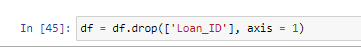 In [45]: df = df.drop(['Loan_ID'], axis = 1)